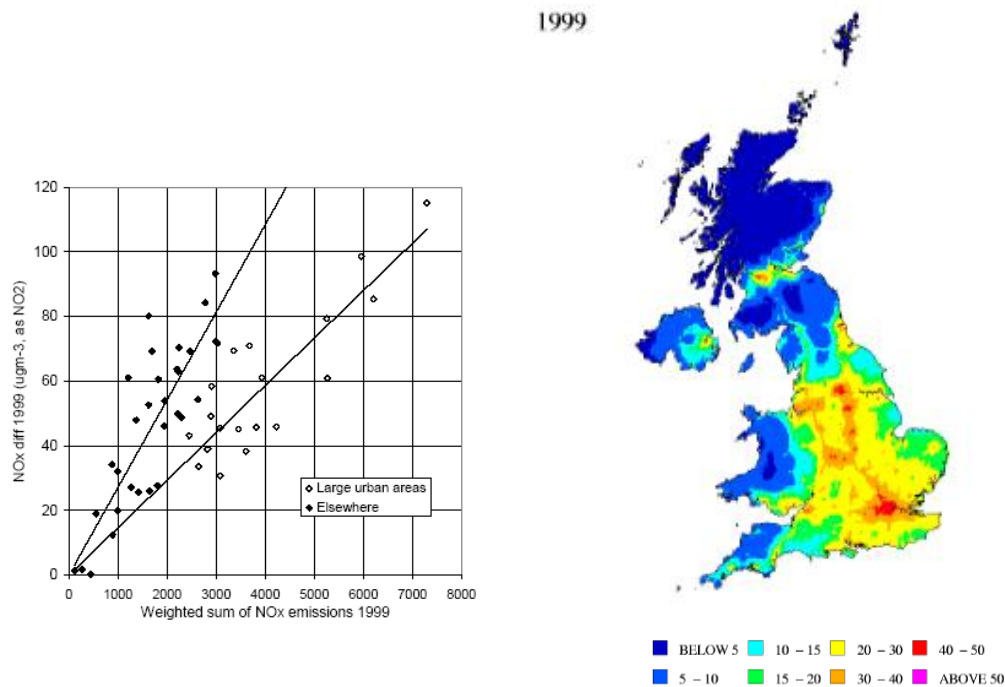 1999
120
100
80
60
40
20
0
NOx diff 1999 (ugm-3, as NO2)
Large urban areas
Elsewhere
0 1000 2000 3000 4000 5000 6000 7000 8000
Weighted sum of NOx emissions 1999
BELOW 5 10 – 15 20 – 30 40 – 50
5 – 10 15 – 20 30 – 40 ABOVE 50